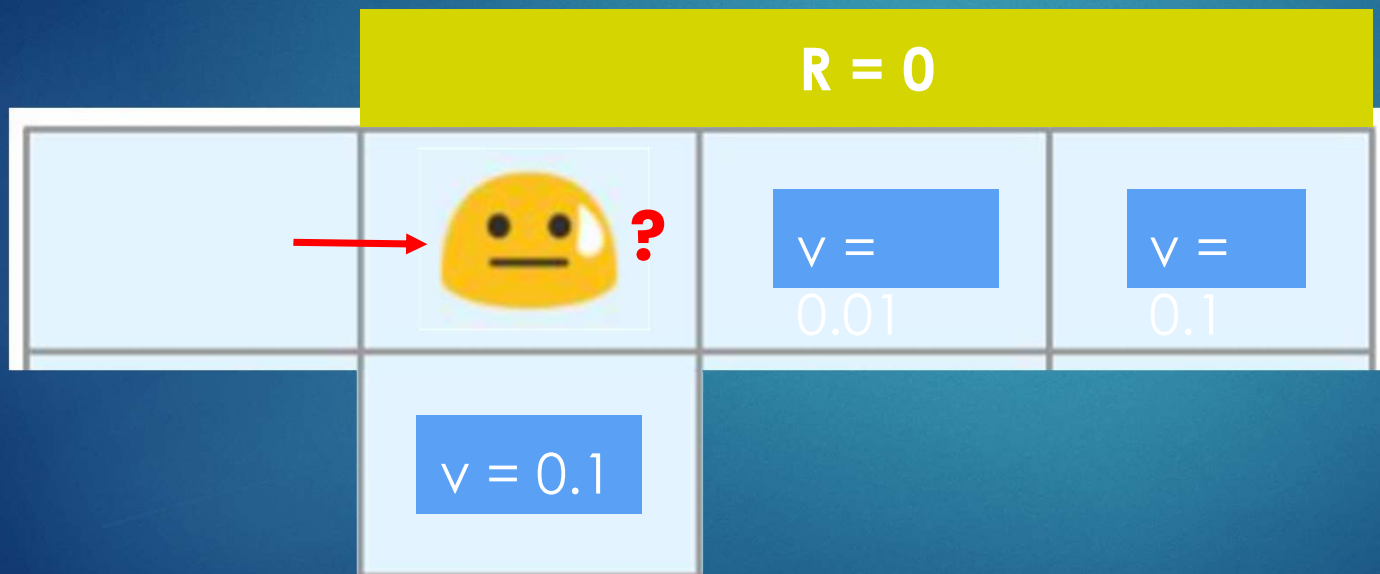 R = 0
?
v =
0.01
v =
0.1
v = 0.1